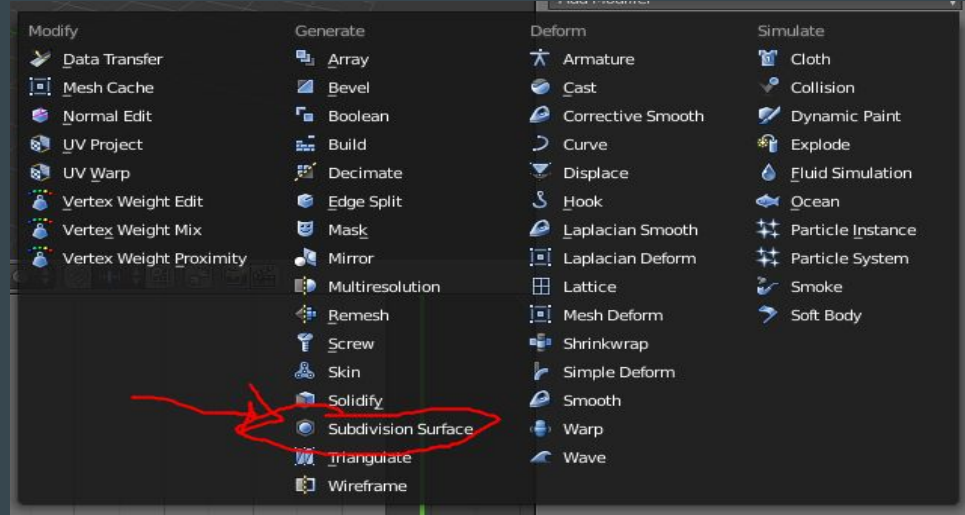 Add Modifier
Modify
Data Transfer
Mesh Cache
Normal Edit
UV Project
UV Warp
Vertex Weight Edit
Vertex Weight Mix
Vertex Weight Proximity
Generate
Array
Bevel
Boolean
Build
Decimate
Edge Split
Mask
Mirror
Multiresolution
Remesh
Screw
Skin
Solidify
Subdivision Surface
Triangulate
Wireframe
Deform
Armature
Cast
Corrective Smooth
Curve
Displace
Hook
Laplacian Smooth
Laplacian Deform
Lattice
Mesh Deform
Shrinkwrap
Simple Deform
Smooth
Warp
Wave
Simulate
Cloth
Collision
Dynamic Paint
Explode
Fluid Simulation
Ocean
Particle Instance
Particle System
Smoke
Soft Body